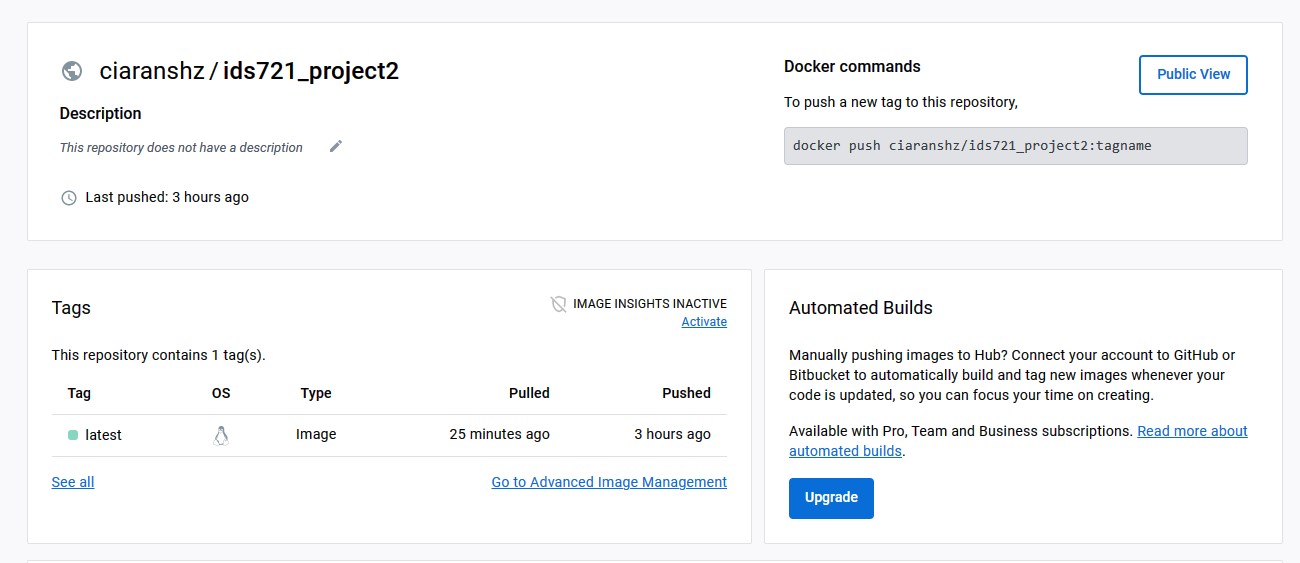 ciaranshz / ids721_project2
Description
This repository does not have a description
Last pushed: 3 hours ago
Docker commands
To push a new tag to this repository,
docker push ciaranshz/ids721_project2:tagname
Public View
Tags
IMAGE INSIGHTS INACTIVE
Activate
This repository contains 1 tag(s).
Tag OS Type Pulled Pushed
latest Image 25 minutes ago 3 hours ago
See all Go to Advanced Image Management
Automated Builds
Manually pushing images to Hub? Connect your account to GitHub or
Bitbucket to automatically build and tag new images whenever your
code is updated, so you can focus your time on creating.
Available with Pro, Team and Business subscriptions. Read more about
automated builds.
Upgrade